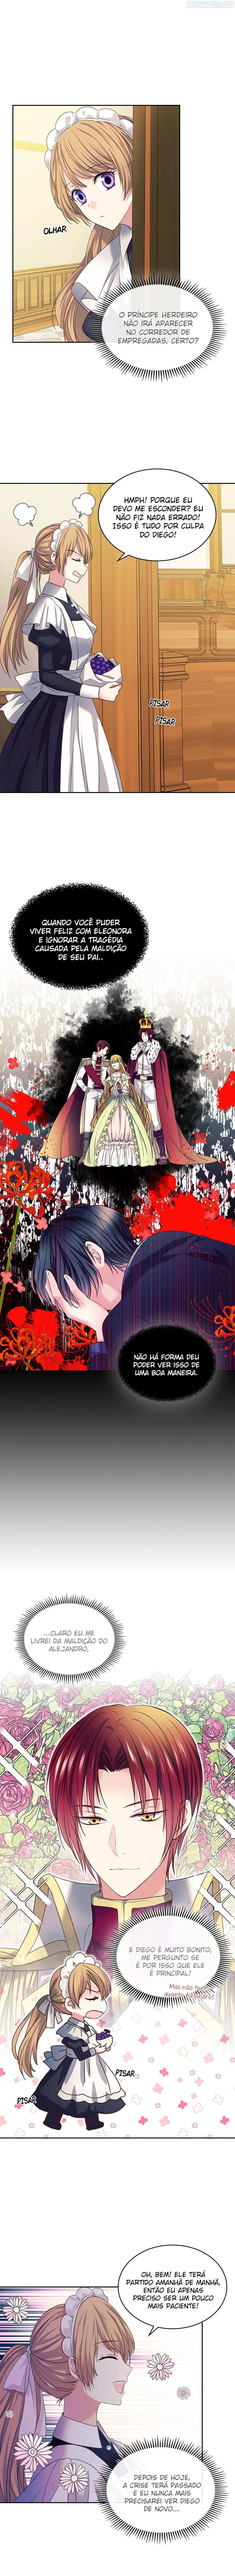 OLHAR
O PRÍNCIPE HERDEIRO
NÃO IRÁ APARECER
NO CORREDOR DE
EMPREGADAS, CERTO?
HMPH! PORQUE EU
DEVO ME ESCONDER? EU
NÃO FIZ NADA ERRADO!
ISSO É TUDO POR CULPA
DO DIEGO!
PISAR
PISAR
QUANDO VOCÊ PUDER
VIVER FELIZ COM ELEONORA
E IGNORAR A TRAGÉDIA
CAUSADA PELA MALDIÇÃO
DE SEU PAI..
NÃO HÁ FORMA DEU
PODER VER ISSO DE
UMA BOA MANEIRA.
...CLARO EU ME
LIVREI DA MALDIÇÃO DO
ALEJANDRO,
E DIEGO É MUITO BONITO,
ME PERGUNTO SE
É POR ISSO QUE ELE
É PRINCIPAL!
Mas não
PISAR
PISAR
OH, BEM! ELE TERÁ
PARTIDO AMANHÃ DE MANHÃ,
ENTÃO EU APENAS
PRECISO SER UM POUCO
MAIS PACIENTE!
DEPOIS DE HOJE,
A CRISE TERÁ PASSADO
E EU NUNCA MAIS
PRECISAREI VER DIEGO
DE NOVO...